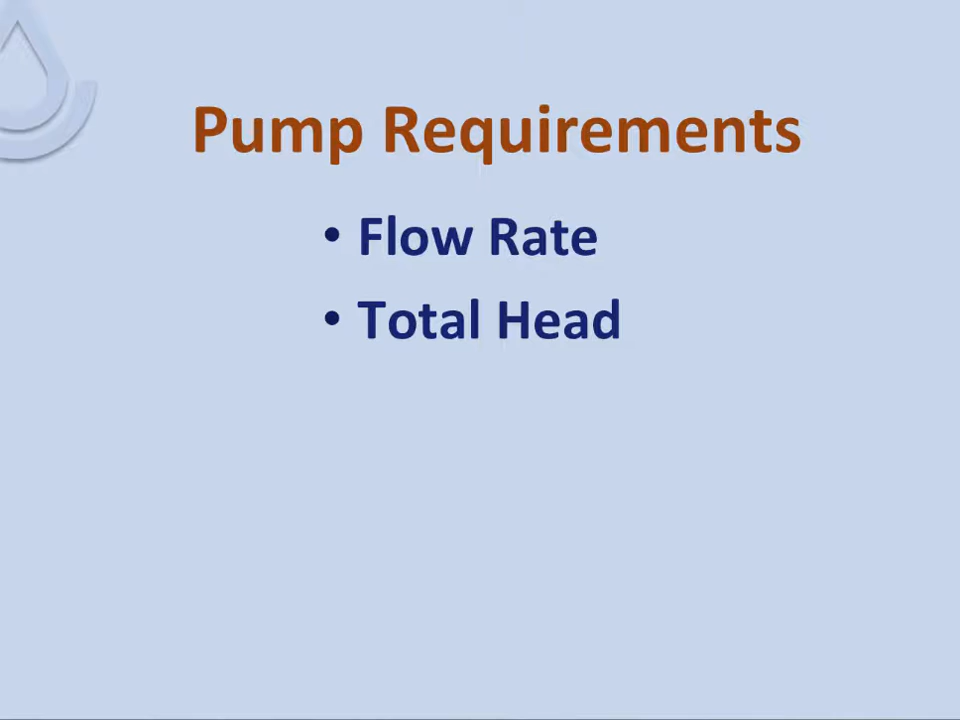 Pump Requirements
• Flow Rate
• Total Head